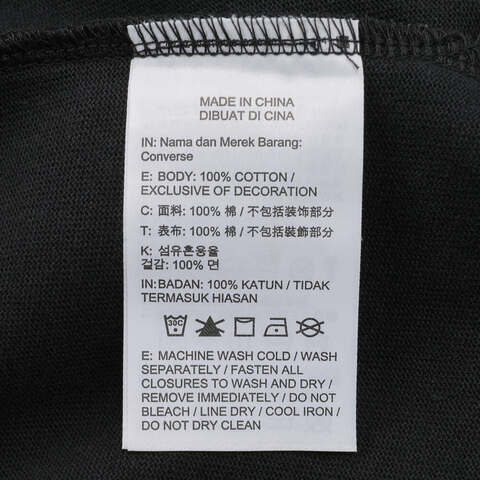 MADE IN CHINA
DIBUAT DI CINA
IN: Nama dan Merek Barang:
Converse
E: BODY: 100% COTTON /
EXCLUSIVE OF DECORATION
C: 面料: 100% 棉 / 不包括装饰部分
T: 表布: 100% 棉 / 不包括裝飾部分
K: 섬유혼용율
겉감: 100% 면
IN: BADAN: 100% KATUN / TIDAK
TERMASUK HIASAN
30C
E: MACHINE WASH COLD / WASH
SEPARATELY / FASTEN ALL
CLOSURES TO WASH AND DRY /
REMOVE IMMEDIATELY / DO NOT
BLEACH / LINE DRY / COOL IRON /
DO NOT DRY CLEAN